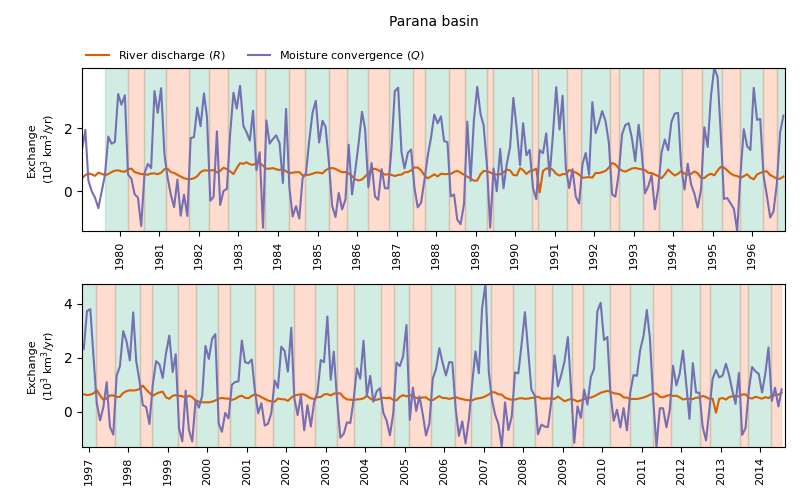 Parana basin
River discharge (R) Moisture convergence (Q)
Exchange
(10³ km³/yr)
2
0
1980 1981 1982 1983 1984 1985 1986 1987 1988 1989 1990 1991 1992 1993 1994 1995 1996
Exchange
(10³ km³/yr)
4
2
0
1997 1998 1999 2000 2001 2002 2003 2004 2005 2006 2007 2008 2009 2010 2011 2012 2013 2014